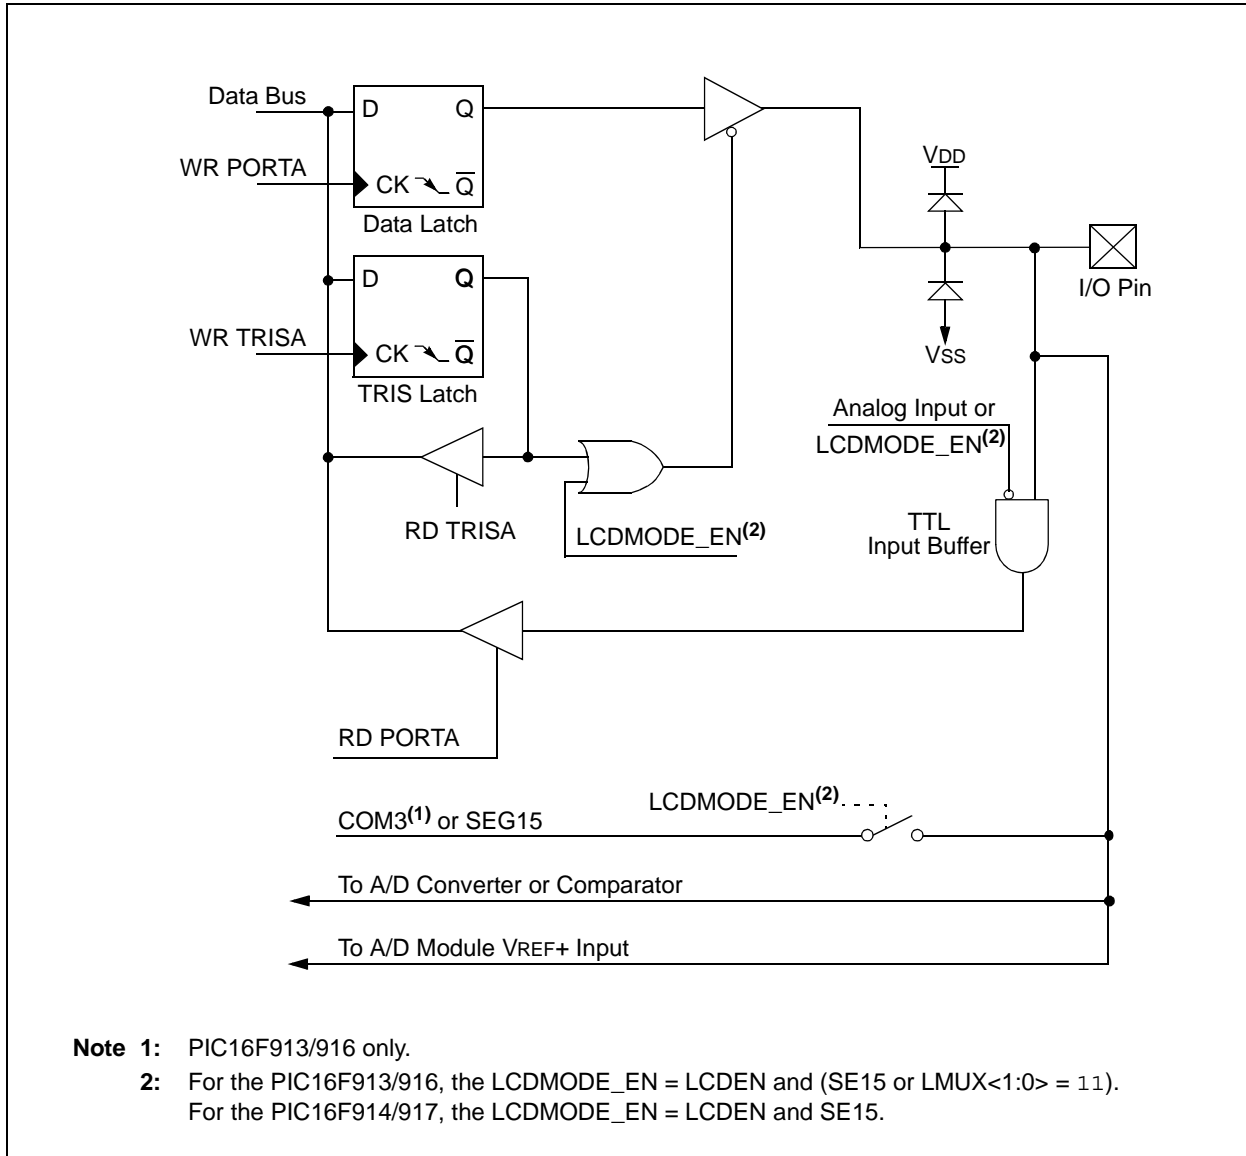 Data Bus
D Q
WR PORTA
CK Q̅
Data Latch
VDD
I/O Pin
VSS
D Q
WR TRISA
CK Q̅
TRIS Latch
Analog Input or
LCDMODE_EN(2)
RD TRISA
LCDMODE_EN(2)
TTL
Input Buffer
RD PORTA
LCDMODE_EN(2)
COM3(1) or SEG15
To A/D Converter or Comparator
To A/D Module VREF+ Input
Note 1: PIC16F913/916 only.
2: For the PIC16F913/916, the LCDMODE_EN = LCDEN and (SE15 or LMUX<1:0> = 11).
For the PIC16F914/917, the LCDMODE_EN = LCDEN and SE15.